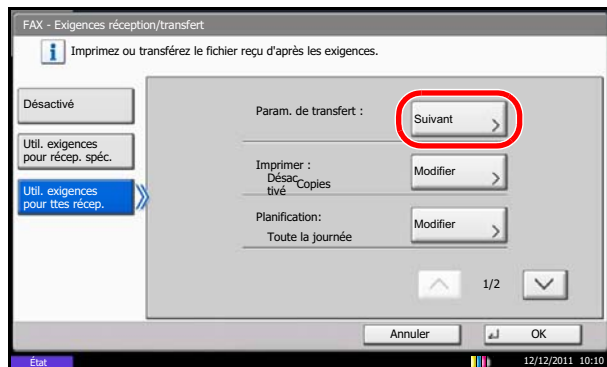 FAX - Exigences réception/transfert
Imprimez ou transférez le fichier reçu d'après les exigences.
Désactivé
Util. exigences
pour récep. spéc.
Util. exigences
pour ttes récep.
Param. de transfert :
Suivant
Imprimer :
Désac
tivé Copies
Modifier
Planification:
Toute la journée
Modifier
1/2
Annuler
OK
État
12/12/2011 10:10